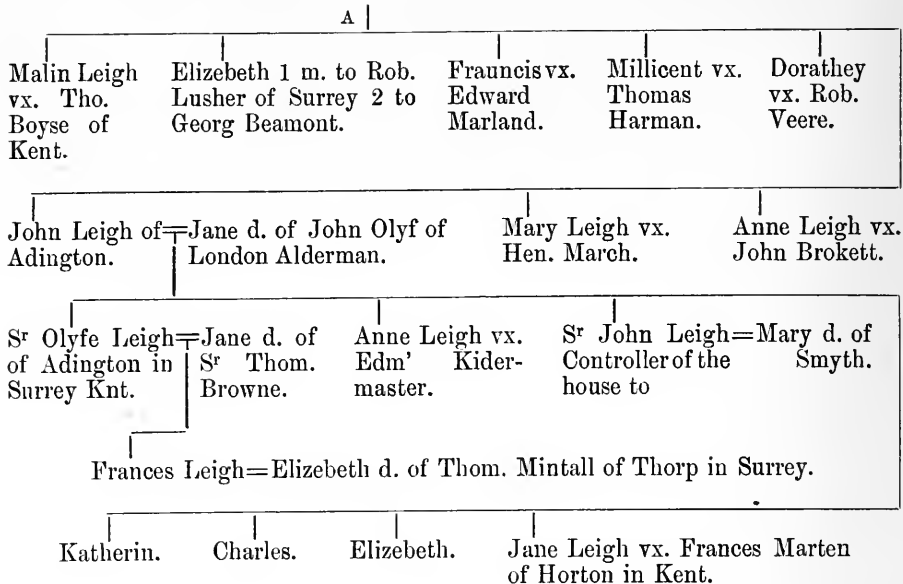 A
Malin Leigh
vx. Tho.
Boyse of
Kent.
Elizebeth 1 m. to Rob.
Lusher of Surrey 2 to
Georg Beamont.
Frauncis vx.
Edward
Marland.
Millicent vx.
Thomas
Harman.
Dorathey
vx. Rob.
Veere.
John Leigh of
Adington.
Jane d. of John Olyf of
London Alderman.
Mary Leigh vx.
Hen. March.
Anne Leigh vx.
John Brokett.
Sr Olyfe Leigh
of Adington in
Surrey Knt.
Jane d. of
Sr Thom.
Browne.
Anne Leigh vx.
Edm' Kider-
master.
Sr John Leigh=Mary d. of
Controller of the Smyth.
house to
Frances Leigh=Elizebeth d. of Thom. Mintall of Thorp in Surrey.
Katherin.
Charles.
Elizebeth.
Jane Leigh vx. Frances Marten
of Horton in Kent.